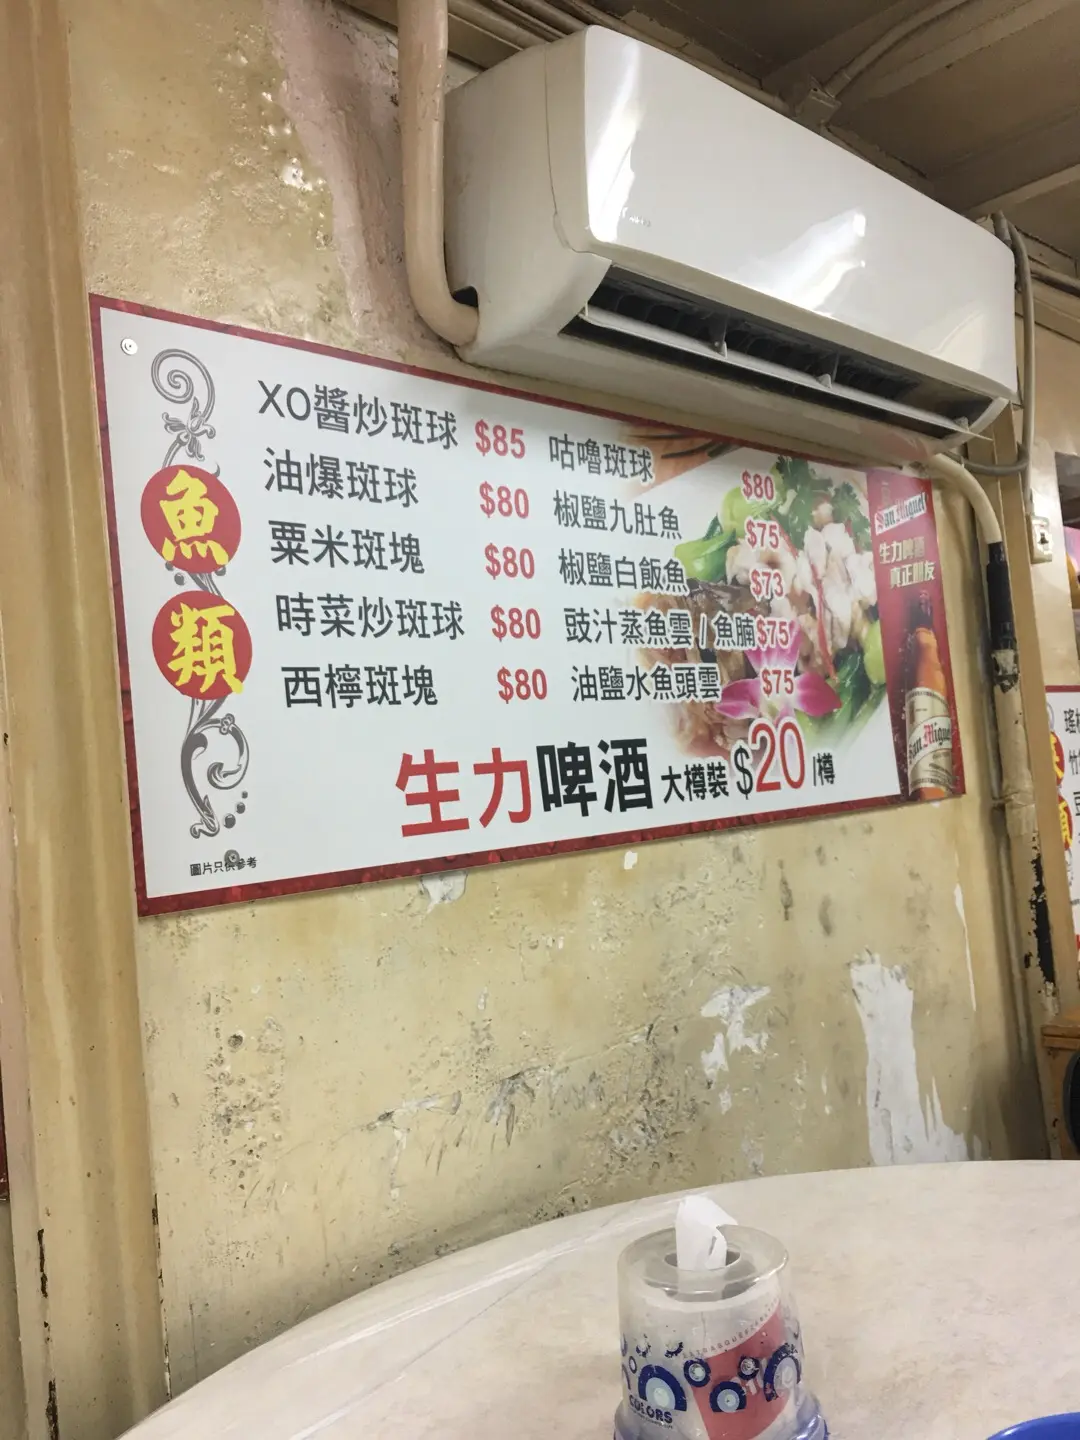 魚類
XO醬炒斑球 $85
油爆斑球 $80
粟米斑塊 $80
時菜炒斑球 $80
西檸斑塊 $80
咕嚕斑球 $80
椒鹽九肚魚 $75
椒鹽白飯魚 $73
豉汁蒸魚雲 / 魚腩 $75
油鹽水魚頭雲 $75
生力啤酒 大樽裝 $20 /樽
圖片只供參考
San Miguel
生力啤酒
真正朋友
San Miguel
COLORS